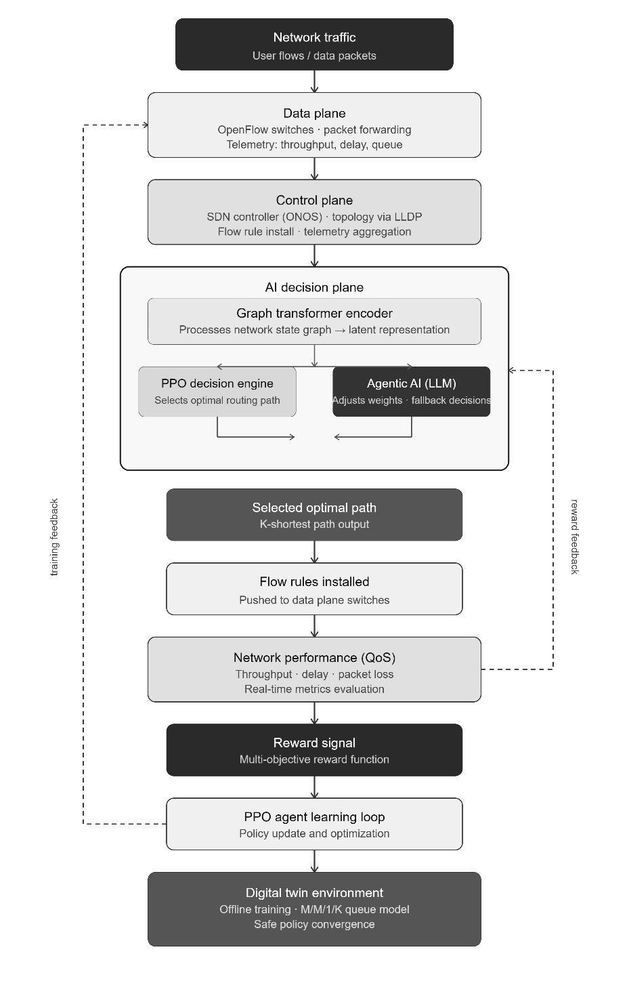 Network traffic
User flows / data packets
Data plane
OpenFlow switches · packet forwarding
Telemetry: throughput, delay, queue
Control plane
SDN controller (ONOS) · topology via LLDP
Flow rule install · telemetry aggregation
AI decision plane
Graph transformer encoder
Processes network state graph → latent representation
PPO decision engine
Selects optimal routing path
Agentic AI (LLM)
Adjusts weights · fallback decisions
Selected optimal path
K-shortest path output
training feedback
reward feedback
Flow rules installed
Pushed to data plane switches
Network performance (QoS)
Throughput · delay · packet loss
Real-time metrics evaluation
Reward signal
Multi-objective reward function
PPO agent learning loop
Policy update and optimization
Digital twin environment
Offline training · M/M/1/K queue model
Safe policy convergence